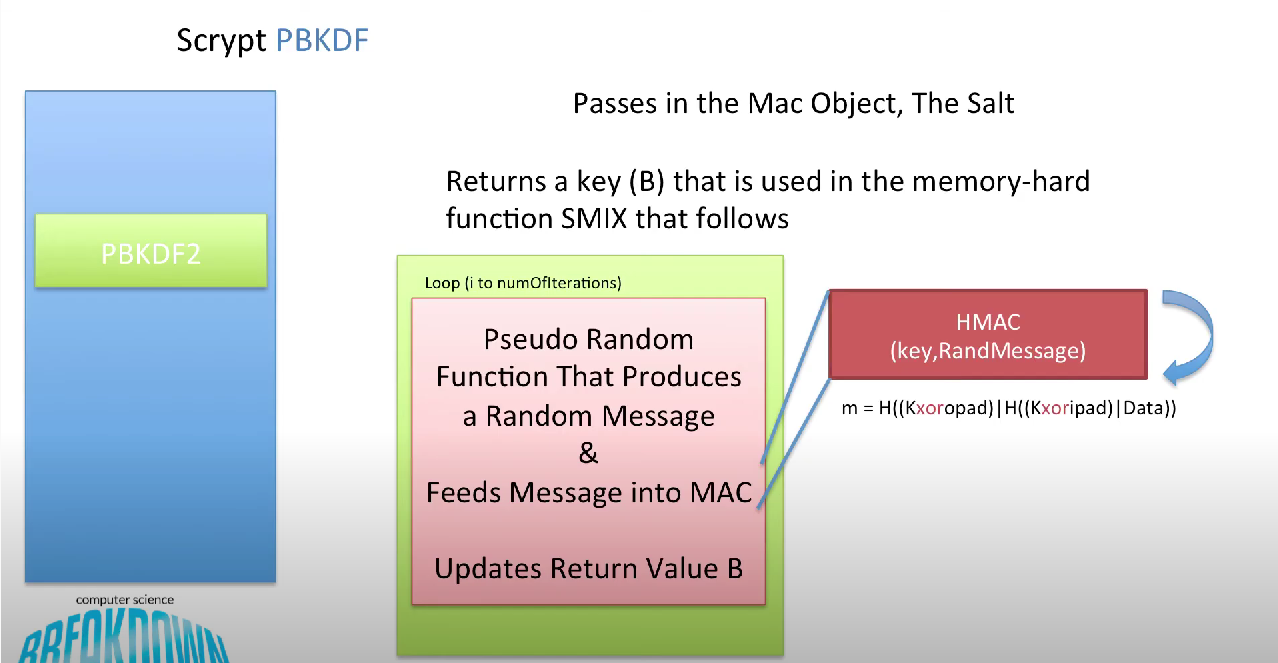 Scrypt PBKDF
Passes in the Mac Object, The Salt
Returns a key (B) that is used in the memory-hard
function SMIX that follows
PBKDF2
Loop (i to numOfIterations)
Pseudo Random
Function That Produces
a Random Message
&
Feeds Message into MAC
Updates Return Value B
HMAC
(key,RandMessage)
m = H((Kxoropad)|H((Kxoripad)|Data))
computer science
BREAKDOWN